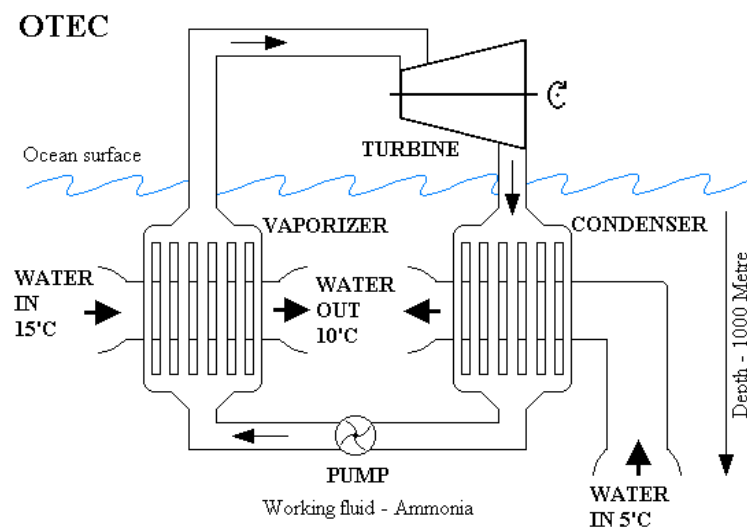 OTEC
TURBINE
Ocean surface
VAPORIZER
CONDENSER
WATER
IN
15'C
WATER
OUT
10'C
Depth - 1000 Metre
PUMP
Working fluid - Ammonia
WATER
IN 5'C